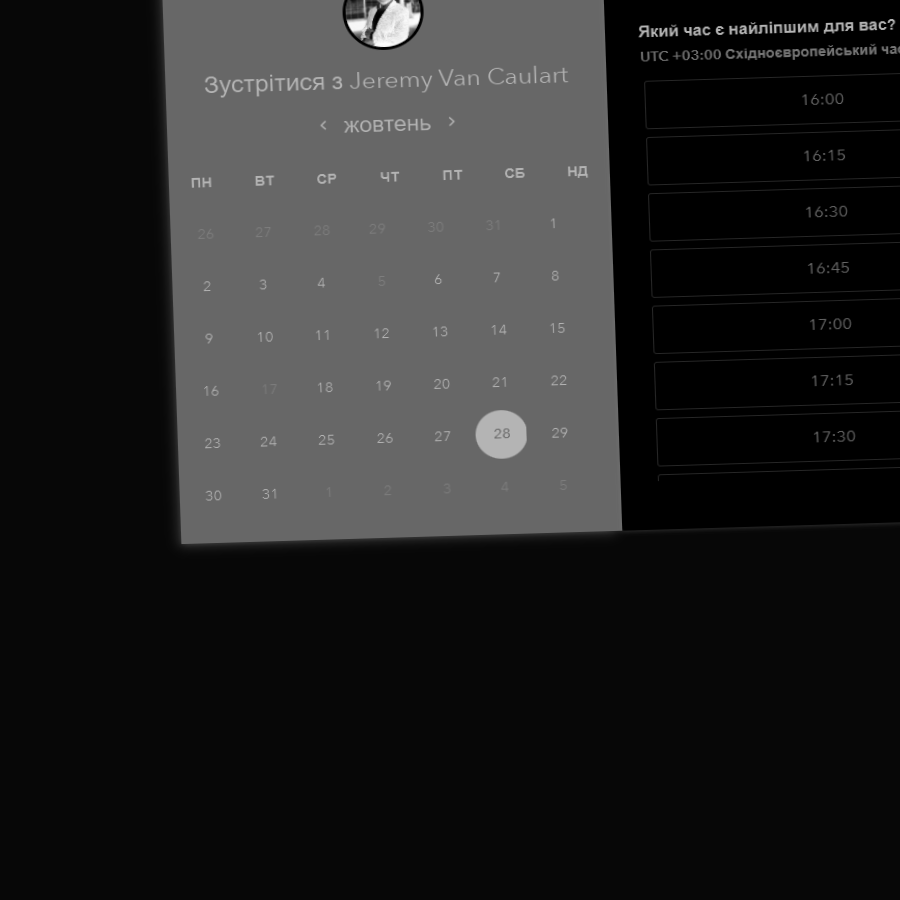 Зустрітися з Jeremy Van Caulart
‹ жовтень ›
ПН ВТ СР ЧТ ПТ СБ НД
26 27 28 29 30 31 1
2 3 4 5 6 7 8
9 10 11 12 13 14 15
16 17 18 19 20 21 22
23 24 25 26 27 28 29
30 31 1 2 3 4 5
Який час є найліпшим для вас?
UTC +03:00 Східноєвропейський
16:00
16:15
16:30
16:45
17:00
17:15
17:30